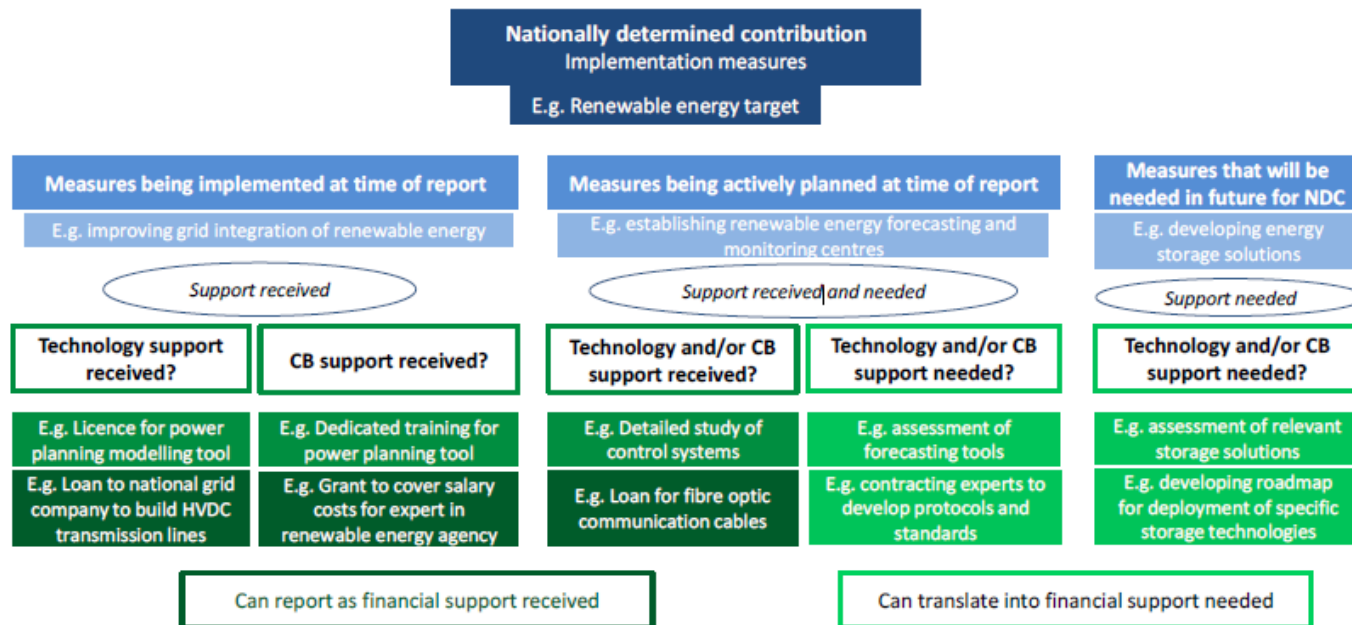 Nationally determined contribution
Implementation measures
E.g. Renewable energy target
Measures being implemented at time of report
E.g. improving grid integration of renewable energy
Support received
Technology support
received?
CB support received?
E.g. Licence for power
planning modelling tool
E.g. Dedicated training for
power planning tool
E.g. Loan to national grid
company to build HVDC
transmission lines
E.g. Grant to cover salary
costs for expert in
renewable energy agency
Measures being actively planned at time of report
E.g. establishing renewable energy forecasting and
monitoring centres
Support received and needed
Technology and/or CB
support received?
Technology and/or CB
support needed?
E.g. Detailed study of
control systems
E.g. assessment of
forecasting tools
E.g. Loan for fibre optic
communication cables
E.g. contracting experts to
develop protocols and
standards
Measures that will be
needed in future for NDC
E.g. developing energy
storage solutions
Support needed
Technology and/or CB
support needed?
E.g. assessment of relevant
storage solutions
E.g. developing roadmap
for deployment of specific
storage technologies
Can report as financial support received
Can translate into financial support needed